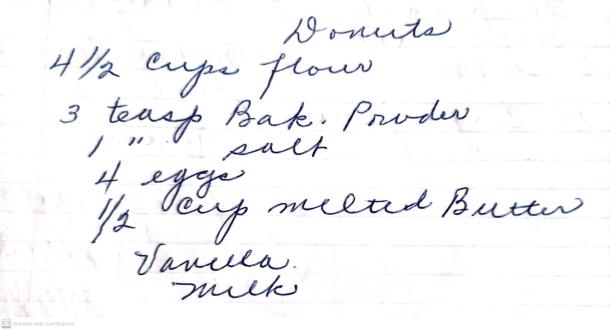 Donuts
4 1/2 cups flour
3 teasp Bak. Powder
1 " salt
4 eggs
1/2 cup melted Butter
Vanilla.
Milk
CS Scanned with CamScanner